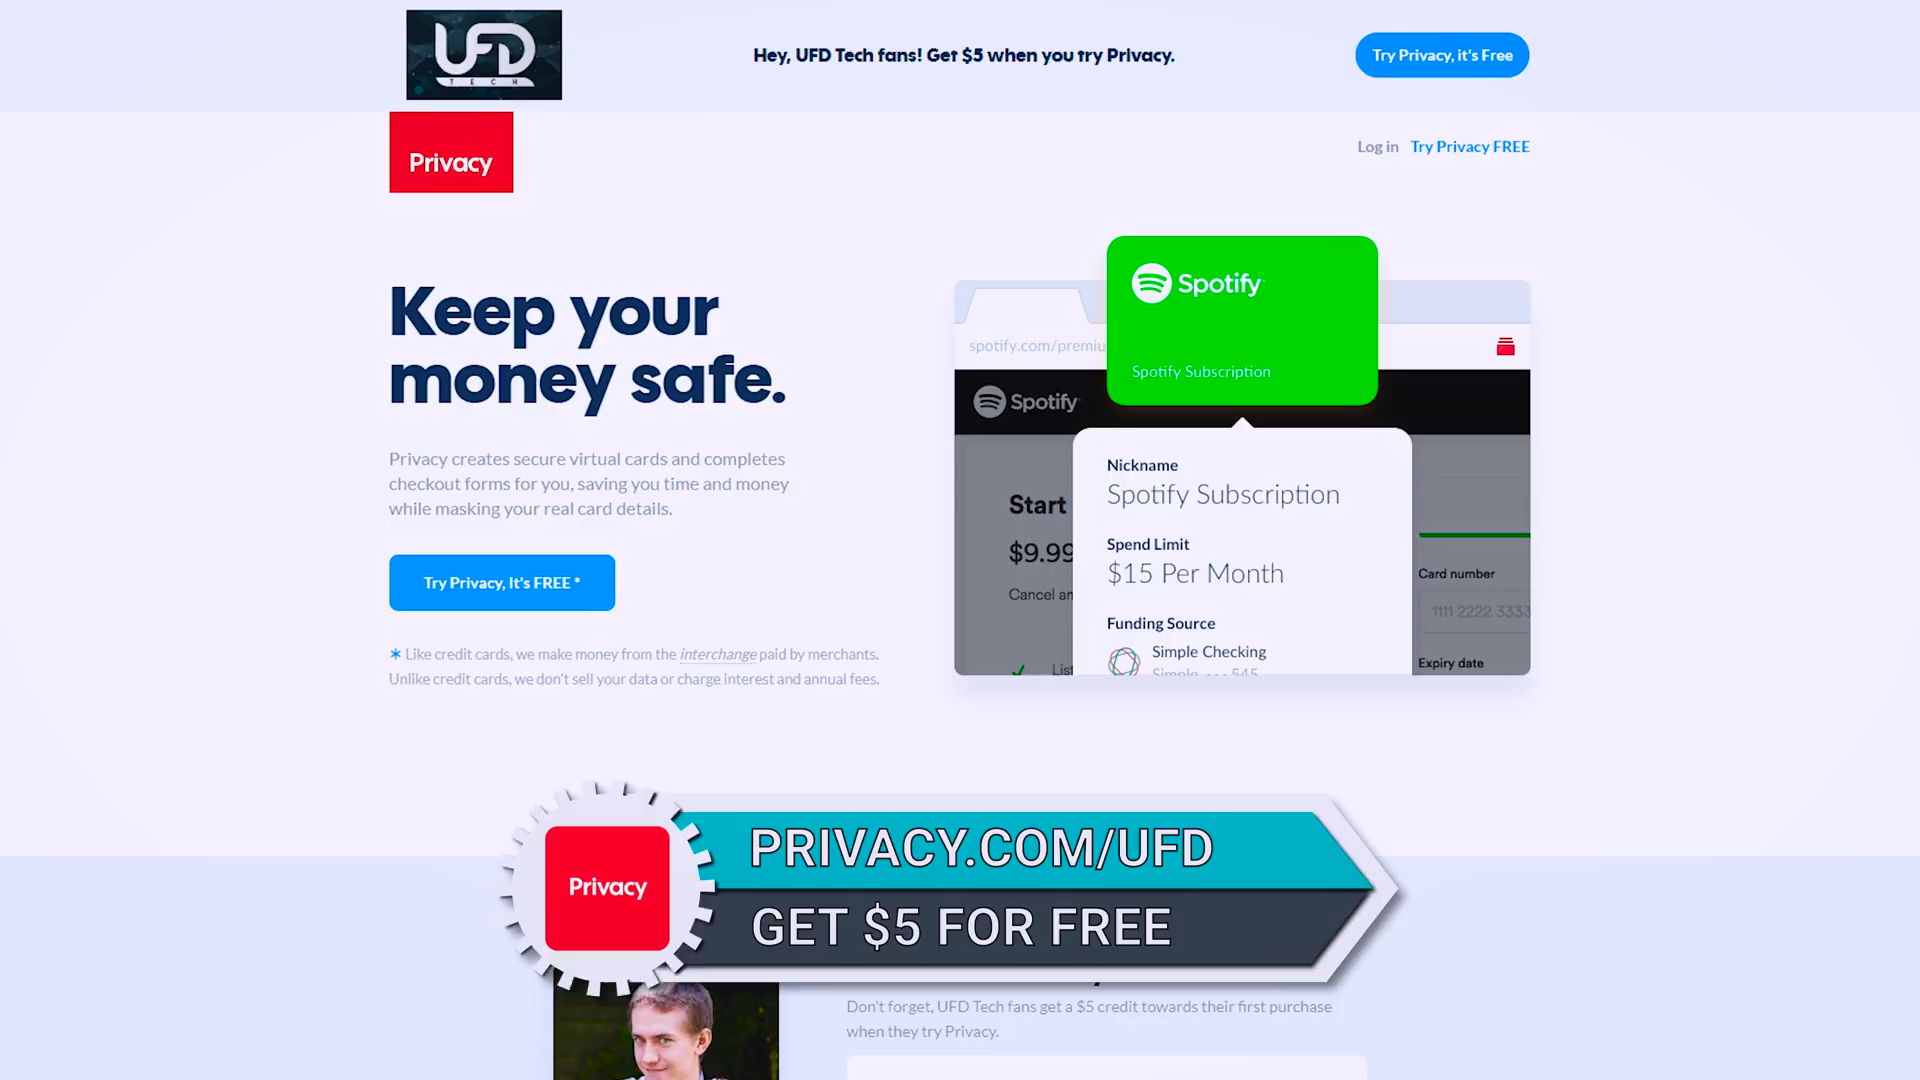 UFD
TECH
Hey, UFD Tech fans! Get $5 when you try Privacy.
Try Privacy, it's Free
Privacy
Log in
Try Privacy FREE
Keep your
money safe.
Privacy creates secure virtual cards and completes
checkout forms for you, saving you time and money
while masking your real card details.
Try Privacy, It's FREE *
* Like credit cards, we make money from the interchange paid by merchants.
Unlike credit cards, we don't sell your data or charge interest and annual fees.
Spotify
Spotify Subscription
spotify.com/premiu
Spotify
Start
$9.99
Cancel an
List
Nickname
Spotify Subscription
Spend Limit
$15 Per Month
Funding Source
Simple Checking
Simple 545
Card number
1111 2222 3333
Expiry date
Privacy
PRIVACY.COM/UFD
GET $5 FOR FREE
Don't forget, UFD Tech fans get a $5 credit towards their first purchase
when they try Privacy.